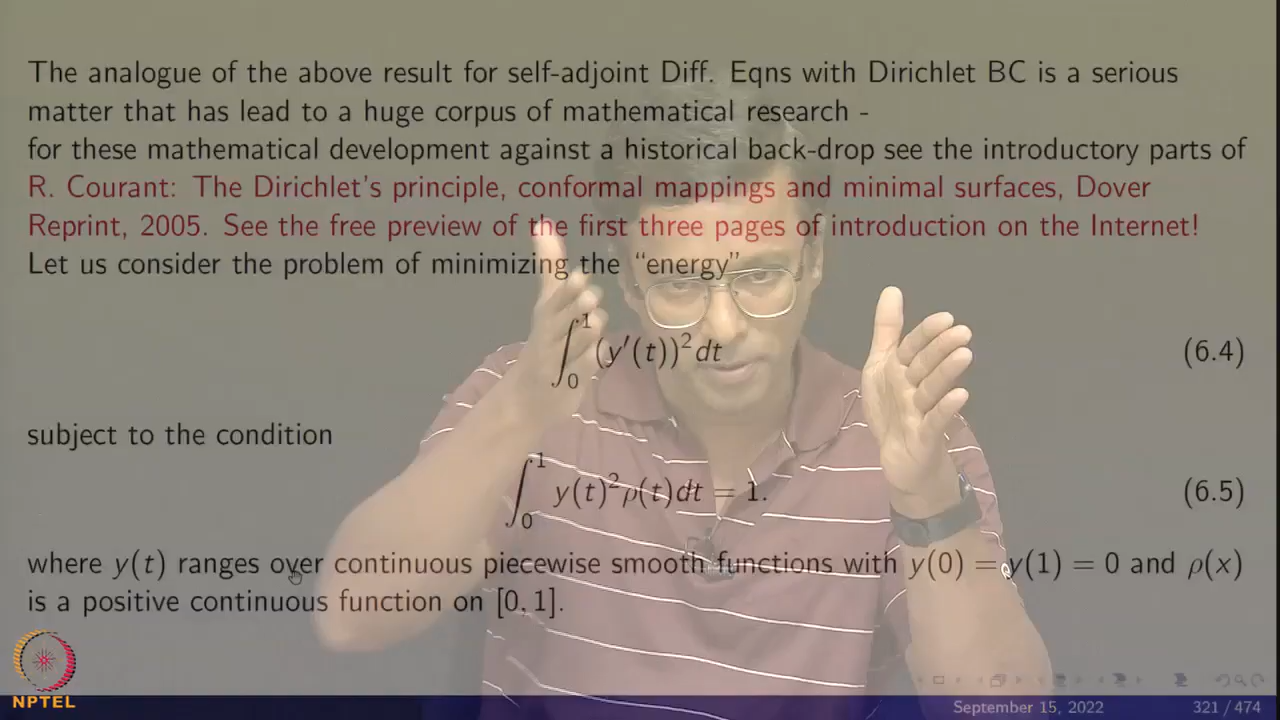 The analogue of the above result for self-adjoint Diff. Eqns with Dirichlet BC is a serious
matter that has lead to a huge corpus of mathematical research -
for these mathematical development against a historical back-drop see the introductory parts of
R. Courant: The Dirichlet's principle, conformal mappings and minimal surfaces, Dover
Reprint, 2005. See the free preview of the first three pages of introduction on the Internet!
Let us consider the problem of minimizing the “energy”
∫₀¹ (y′(t))² dt (6.4)
subject to the condition
∫₀¹ y(t)² ρ(t)dt = 1. (6.5)
where y(t) ranges over continuous piecewise smooth functions with y(0) = y(1) = 0 and ρ(x)
is a positive continuous function on [0, 1].
NPTEL
September 15, 2022 321 / 474